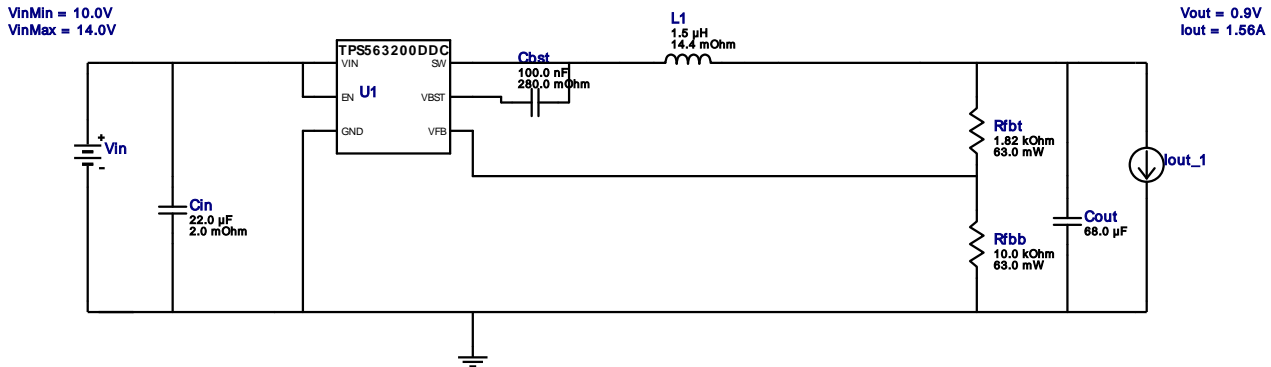 VinMin = 10.0V
VinMax = 14.0V
Vout = 0.9V
Iout = 1.56A
L1
1.5 µH
14.4 mOhm
TPS563200DDC
VIN
SW
EN
U1
VBST
GND
VFB
Cbst
100.0 nF
280.0 mOhm
Vin
+
-
Cin
22.0 µF
2.0 mOhm
Rfbt
1.82 kOhm
63.0 mW
Iout_1
Rfbb
10.0 kOhm
63.0 mW
Cout
68.0 µF